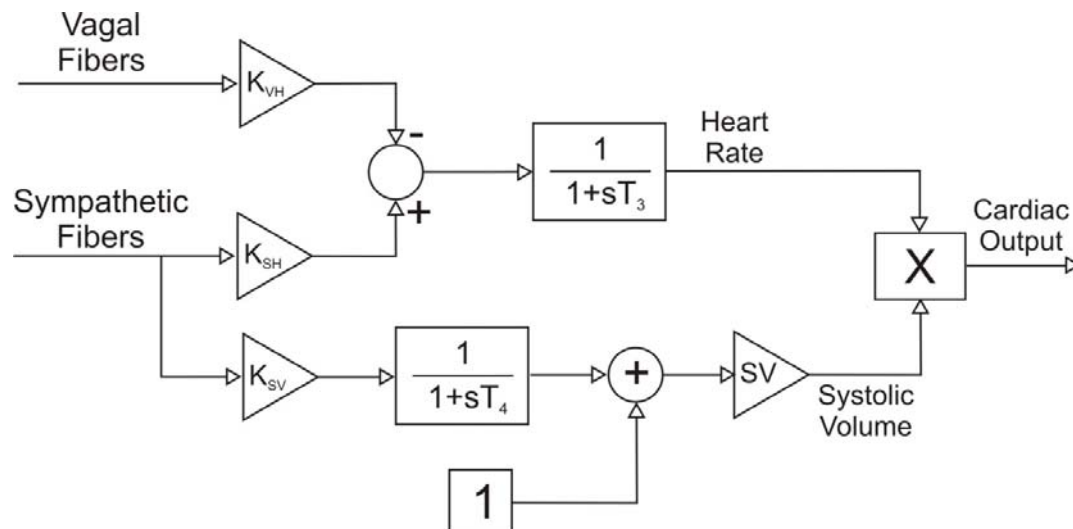 Vagal
Fibers
K_VH
-
Heart
Rate
1
1+sT_3
Sympathetic
Fibers
+
K_SH
Cardiac
Output
X
K_SV
1
1+sT_4
+
SV
Systolic
Volume
1